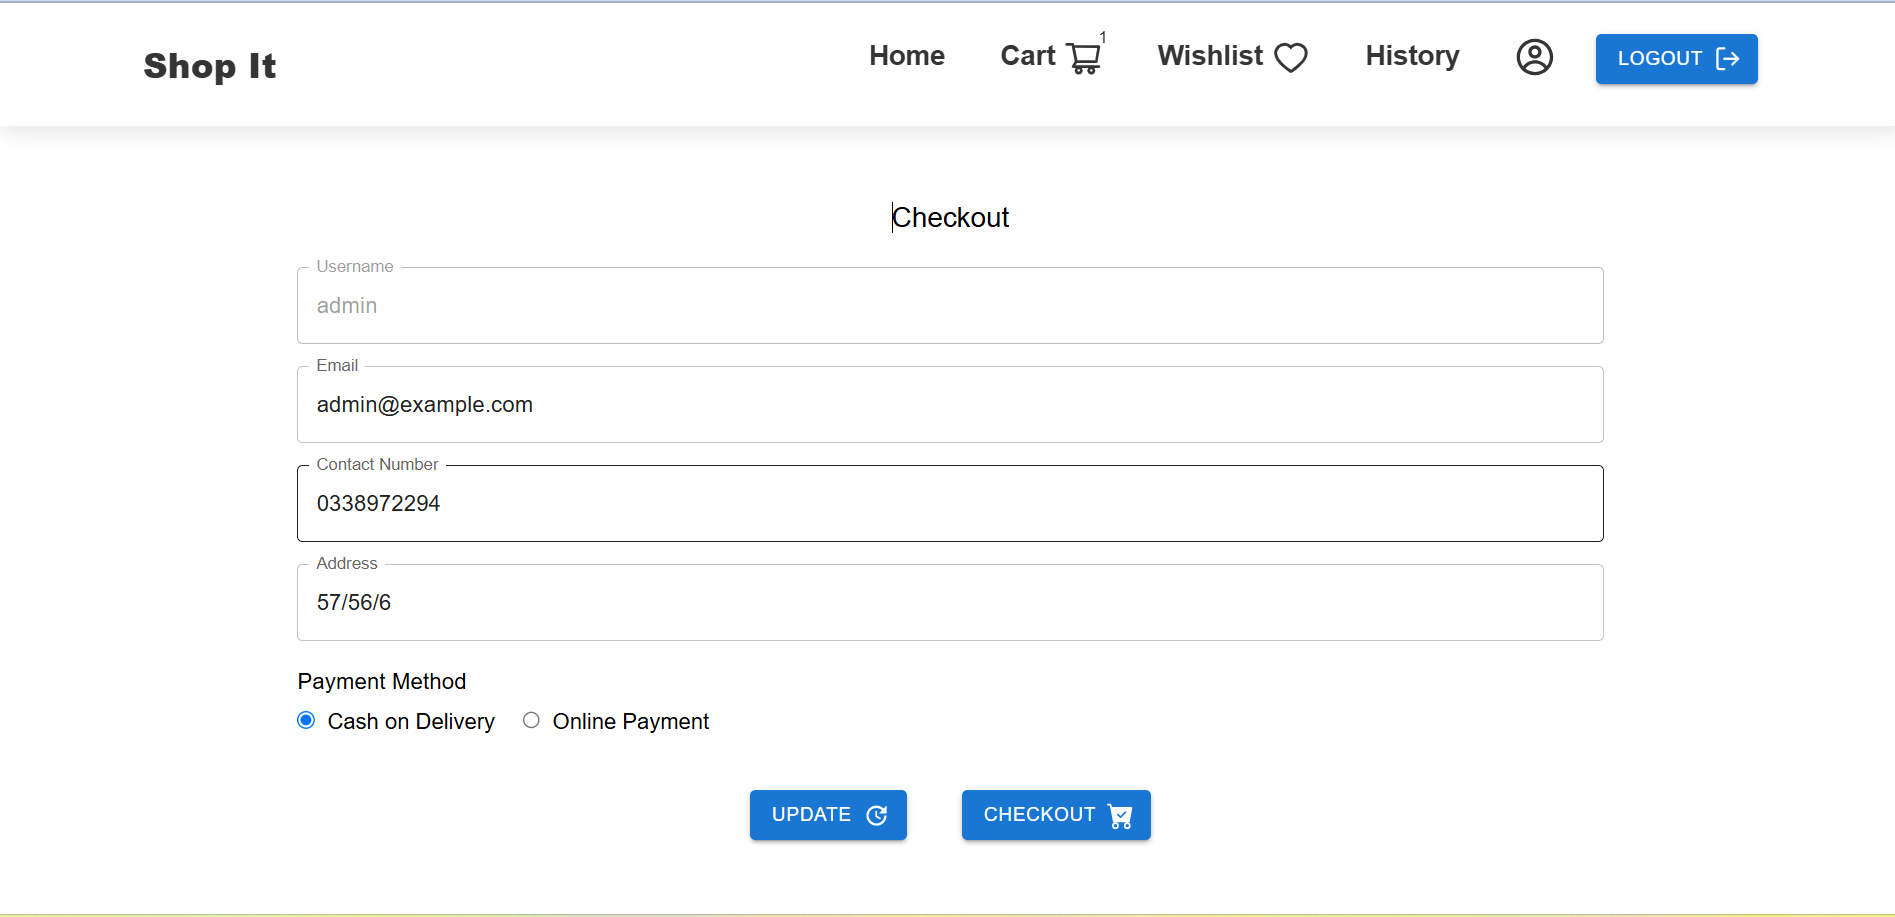 Shop It
Home
Cart 1
Wishlist
History
LOGOUT
Checkout
Username
admin
Email
admin@example.com
Contact Number
0338972294
Address
57/56/6
Payment Method
Cash on Delivery Online Payment
UPDATE
CHECKOUT